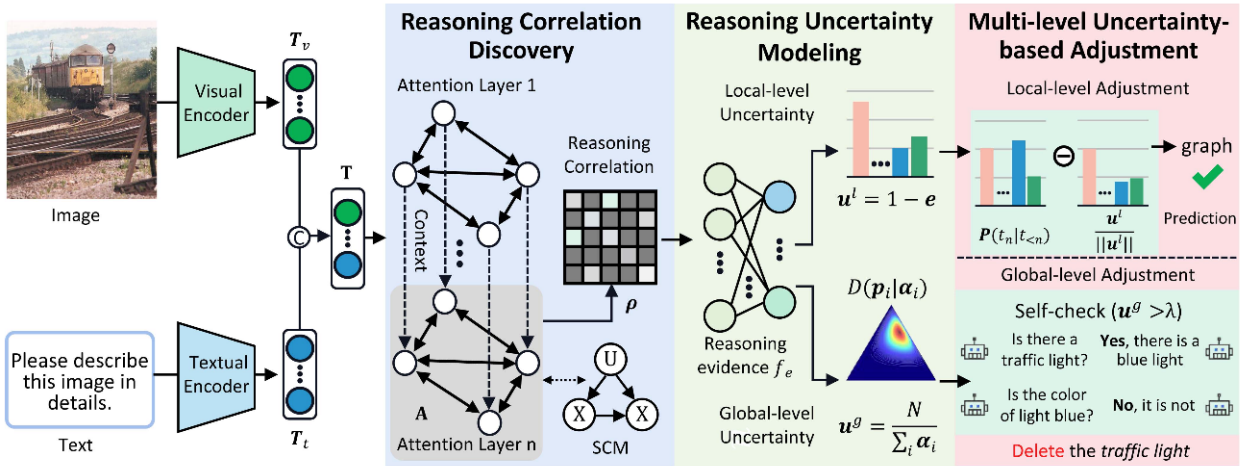 Image
Please describe
this image in
details.
Text
Visual
Encoder
Textual
Encoder
T_v
T_t
C
T
Reasoning Correlation
Discovery
Attention Layer 1
Context
A
Attention Layer n
Reasoning
Correlation
ρ
U
X X
SCM
Reasoning Uncertainty
Modeling
Local-level
Uncertainty
u^l = 1 − e
Reasoning
evidence f_e
D(p_i|α_i)
Global-level
Uncertainty
u^g = N / ∑_i α_i
Multi-level Uncertainty-
based Adjustment
Local-level Adjustment
P(t_n|t_{<n})
u^l / ||u^l||
graph
Prediction
Global-level Adjustment
Self-check (u^g >λ)
Is there a
traffic light?
Yes, there is a
blue light
Is the color
of light blue?
No, it is not
Delete the traffic light